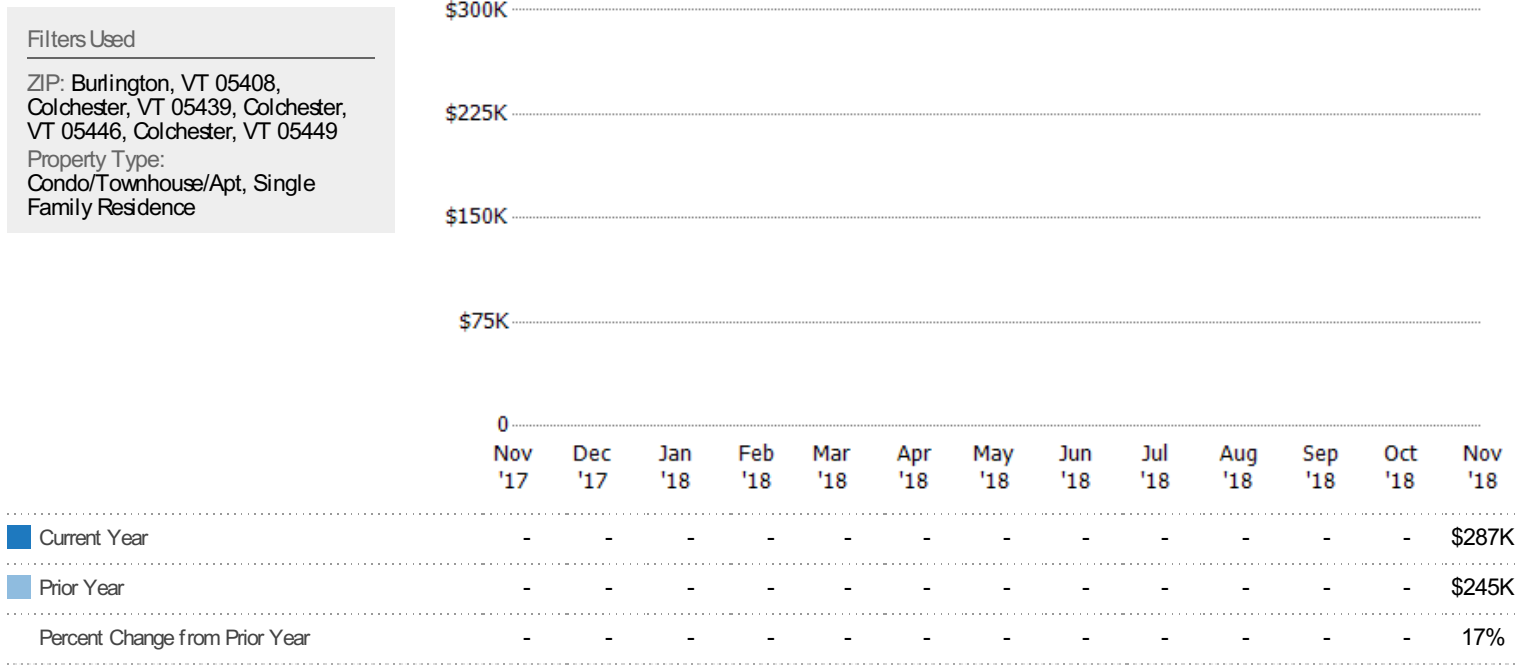 Filters Used
ZIP: Burlington, VT 05408,
Colchester, VT 05439, Colchester,
VT 05446, Colchester, VT 05449
Property Type:
Condo/Townhouse/Apt, Single
Family Residence
$300K
$225K
$150K
$75K
0
Nov Dec Jan Feb Mar Apr May Jun Jul Aug Sep Oct Nov
'17 '17 '18 '18 '18 '18 '18 '18 '18 '18 '18 '18 '18
Current Year - - - - - - - - - - - - $287K
Prior Year - - - - - - - - - - - - $245K
Percent Change from Prior Year - - - - - - - - - - - - 17%